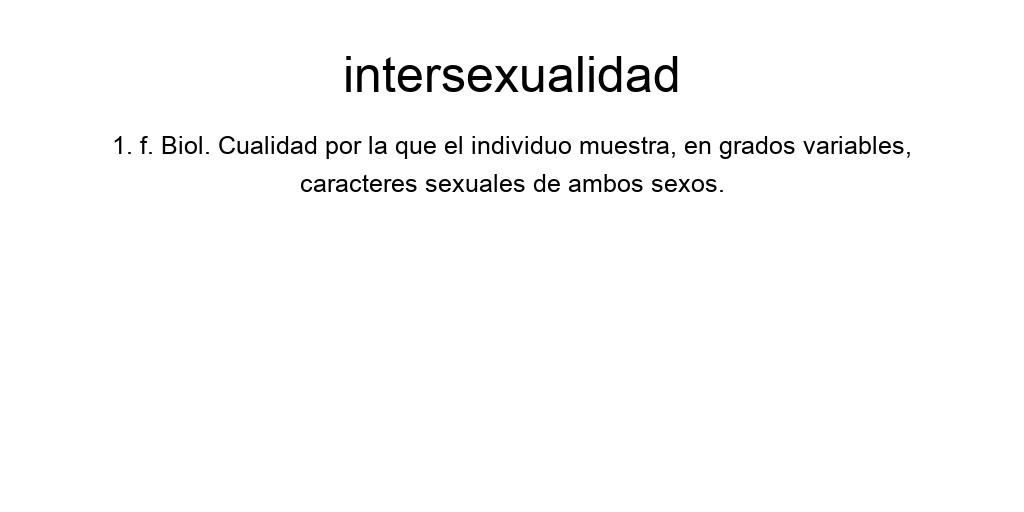 intersexualidad
1. f. Biol. Cualidad por la que el individuo muestra, en grados variables,
caracteres sexuales de ambos sexos.